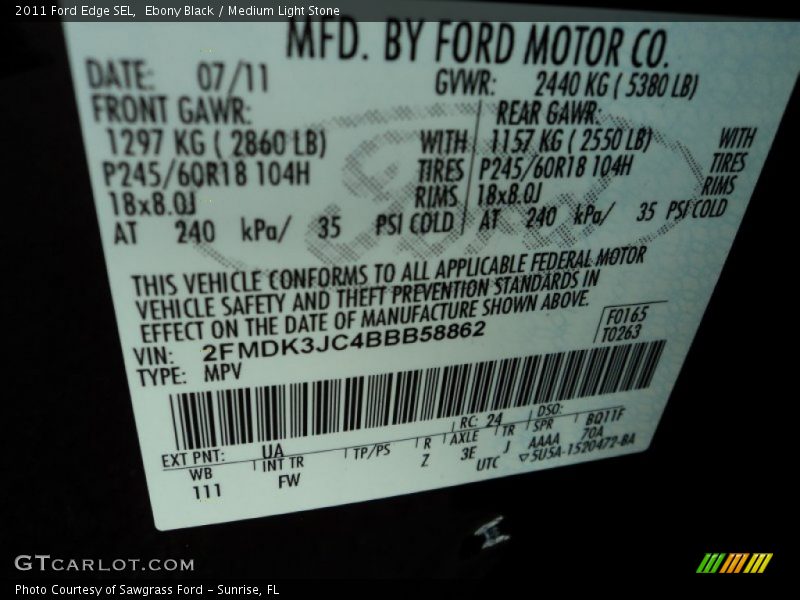 2011 Ford Edge SEL, Ebony Black / Medium Light Stone
MFD. BY FORD MOTOR CO.
DATE: 07/11 GVWR: 2440 KG ( 5380 LB)
FRONT GAWR: REAR GAWR:
1297 KG ( 2860 LB) WITH 1157 KG ( 2550 LB) WITH
P245/60R18 104H TIRES P245/60R18 104H TIRES
18x8.0J RIMS 18x8.0J RIMS
AT 240 kPa/ 35 PSI COLD AT 240 kPa/ 35 PSI COLD
THIS VEHICLE CONFORMS TO ALL APPLICABLE FEDERAL MOTOR
VEHICLE SAFETY AND THEFT PREVENTION STANDARDS IN
EFFECT ON THE DATE OF MANUFACTURE SHOWN ABOVE.
F0165
T0263
VIN: 2FMDK3JC4BBB58862
TYPE: MPV
EXT PNT: UA RC: 24 DSO: BQ11F
WB INT TR TP/PS R AXLE TR SPR 70A
111 FW Z 3E J AAAA
UTC ▽5U5A-1520472-BA
GTCARLOT.COM
Photo Courtesy of Sawgrass Ford - Sunrise, FL